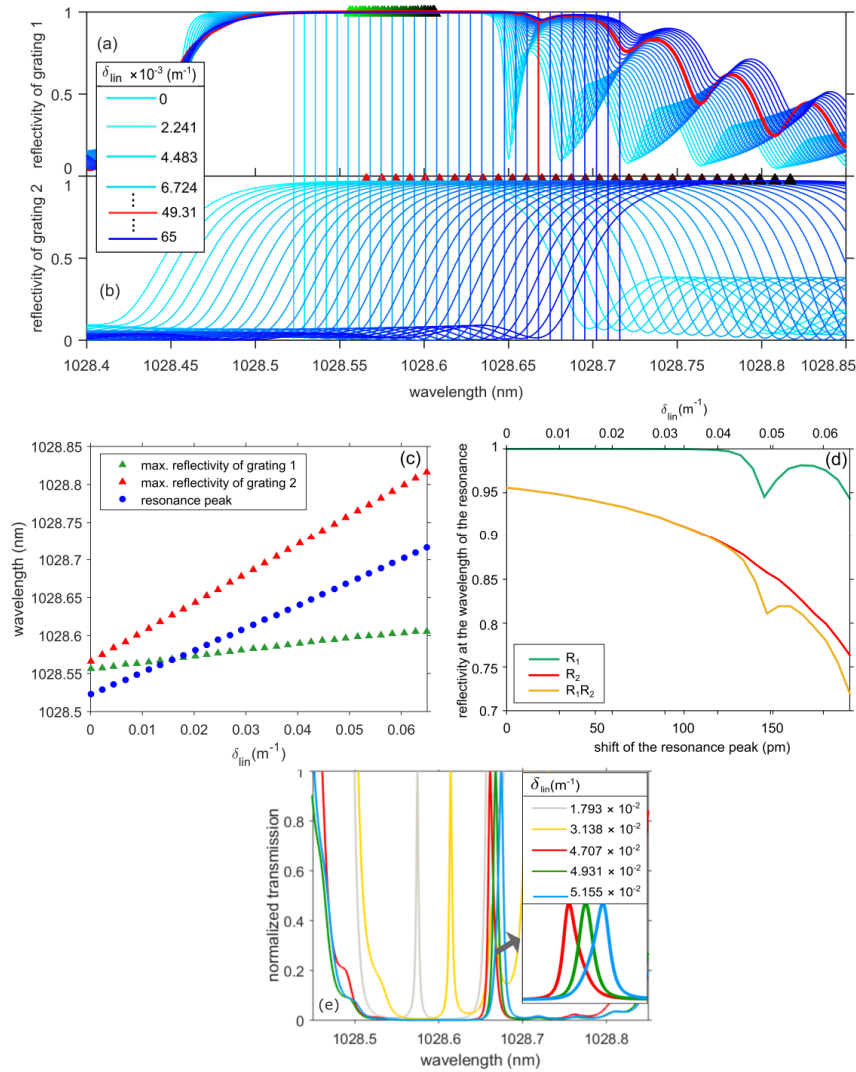 (a)
reflectivity of grating 1
1
0.5
0
δlin ×10-3 (m-1)
0
2.241
4.483
6.724
⋮
49.31
⋮
65
(b)
reflectivity of grating 2
1
0.5
0
1028.4 1028.45 1028.5 1028.55 1028.6 1028.65 1028.7 1028.75 1028.8 1028.85
wavelength (nm)
(c)
wavelength (nm)
1028.85
1028.8
1028.75
1028.7
1028.65
1028.6
1028.55
1028.5
max. reflectivity of grating 1
max. reflectivity of grating 2
resonance peak
0 0.01 0.02 0.03 0.04 0.05 0.06
δlin(m-1)
δlin(m-1)
0 0.01 0.02 0.03 0.04 0.05 0.06
(d)
reflectivity at the wavelength of the resonance
1
0.95
0.9
0.85
0.8
0.75
0.7
R1
R2
R1R2
0 50 100 150
shift of the resonance peak (pm)
normalized transmission
1
0.8
0.6
0.4
0.2
0
δlin(m-1)
1.793 × 10-2
3.138 × 10-2
4.707 × 10-2
4.931 × 10-2
5.155 × 10-2
(e)
1028.5 1028.6 1028.7 1028.8
wavelength (nm)